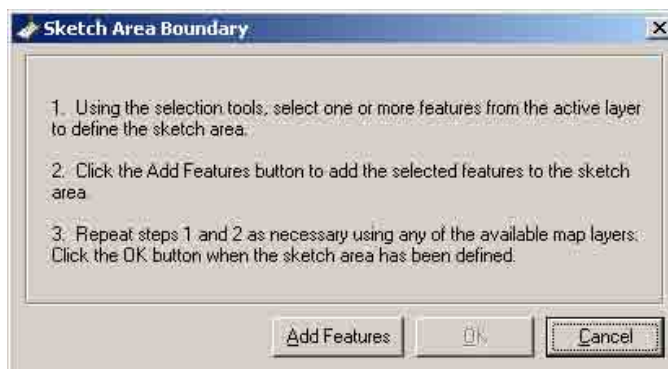 Sketch Area Boundary
1. Using the selection tools, select one or more features from the active layer
to define the sketch area.
2. Click the Add Features button to add the selected features to the sketch
area.
3. Repeat steps 1 and 2 as necessary using any of the available map layers.
Click the OK button when the sketch area has been defined.
Add Features OK Cancel